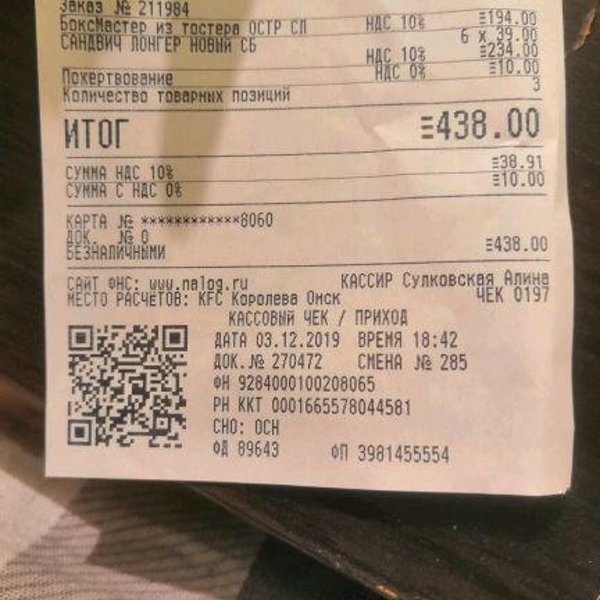 Заказ № 211984
БоксМастер из тостера ОСТР СП НДС 10% ≡194.00
6 x 39.00
САНДВИЧ ЛОНГЕР НОВЫЙ СБ НДС 10% ≡234.00
Пожертвование НДС 0% ≡10.00
Количество товарных позиций 3
ИТОГ ≡438.00
СУММА НДС 10% ≡38.91
СУММА С НДС 0% ≡10.00
КАРТА № ************8060
ДОК. № 0
БЕЗНАЛИЧНЫМИ ≡438.00
САЙТ ФНС: www.nalog.ru КАССИР Сулковская Алина
МЕСТО РАСЧЕТОВ: KFC Королева Омск ЧЕК 0197
КАССОВЫЙ ЧЕК / ПРИХОД
ДАТА 03.12.2019 ВРЕМЯ 18:42
ДОК.№ 270472 СМЕНА № 285
ФН 9284000100208065
РН ККТ 0001665578044581
СНО: ОСН
ФД 89643 ФП 3981455554